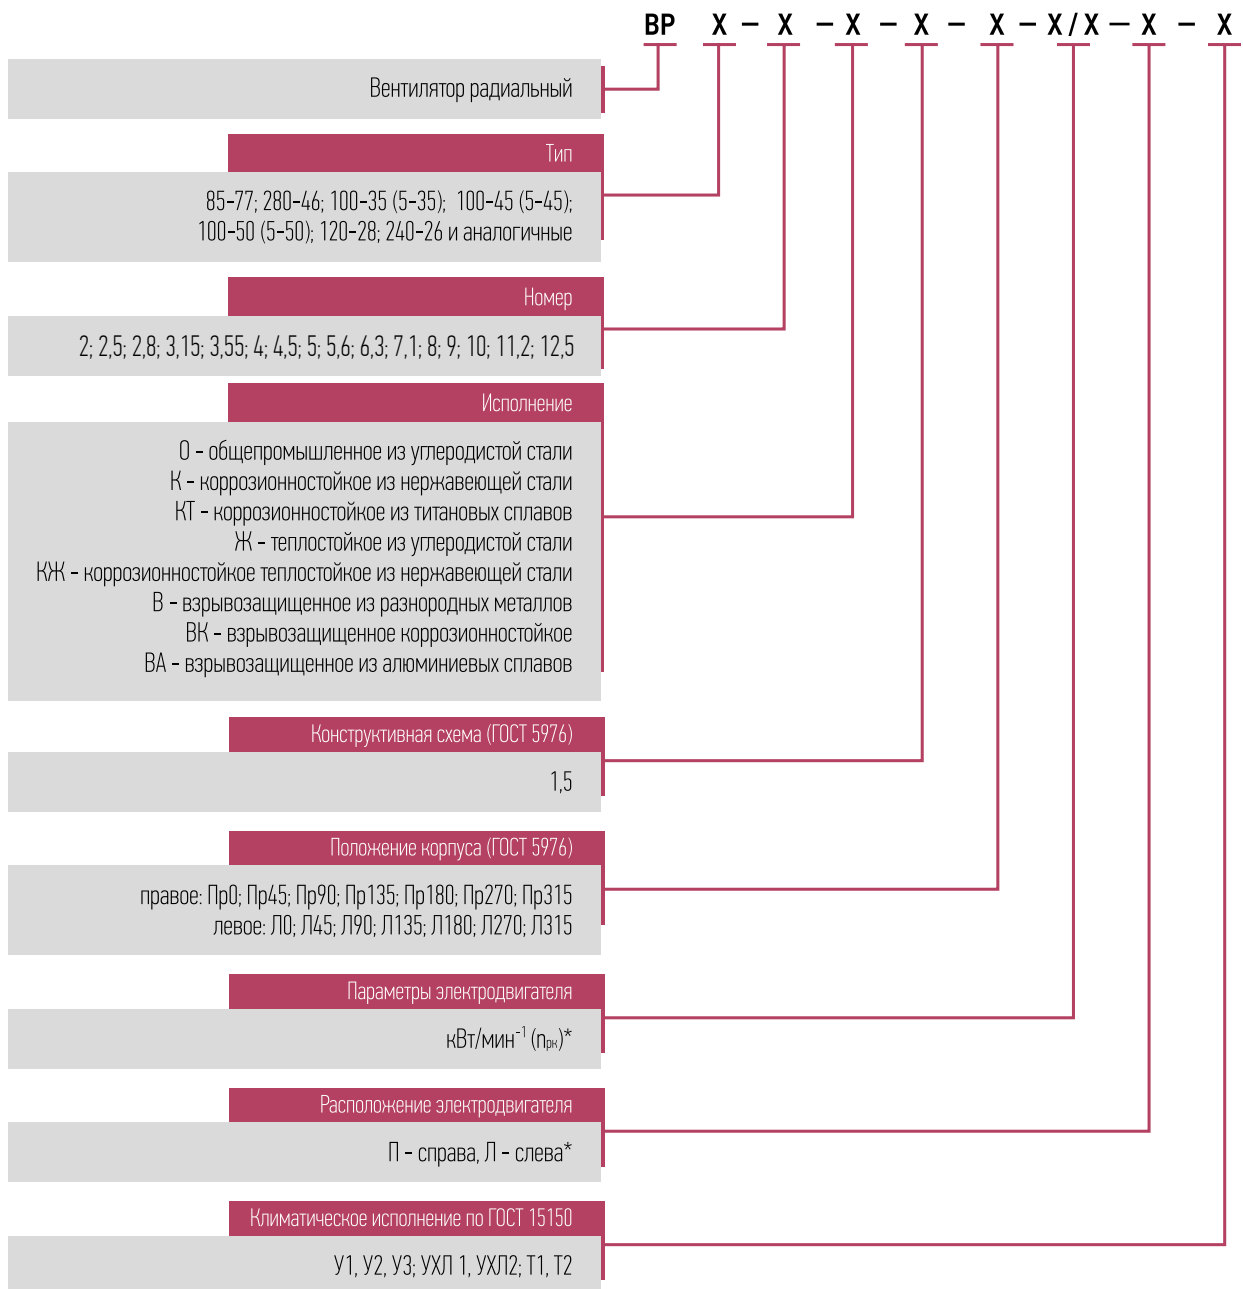 ВР Х – Х – Х – Х – Х – Х / Х – Х – Х
Вентилятор радиальный
Тип
85-77; 280-46; 100-35 (5-35); 100-45 (5-45);
100-50 (5-50); 120-28; 240-26 и аналогичные
Номер
2; 2,5; 2,8; 3,15; 3,55; 4; 4,5; 5; 5,6; 6,3; 7,1; 8; 9; 10; 11,2; 12,5
Исполнение
О - общепромышленное из углеродистой стали
К - коррозионностойкое из нержавеющей стали
КТ - коррозионностойкое из титановых сплавов
Ж - теплостойкое из углеродистой стали
КЖ - коррозионностойкое теплостойкое из нержавеющей стали
В - взрывозащищенное из разнородных металлов
ВК - взрывозащищенное коррозионностойкое
ВА - взрывозащищенное из алюминиевых сплавов
Конструктивная схема (ГОСТ 5976)
1,5
Положение корпуса (ГОСТ 5976)
правое: Пр0; Пр45; Пр90; Пр135; Пр180; Пр270; Пр315
левое: Л0; Л45; Л90; Л135; Л180; Л270; Л315
Параметры электродвигателя
кВт/мин⁻¹ (nрк)*
Расположение электродвигателя
П - справа, Л - слева*
Климатическое исполнение по ГОСТ 15150
У1, У2, У3; УХЛ 1, УХЛ2; Т1, Т2